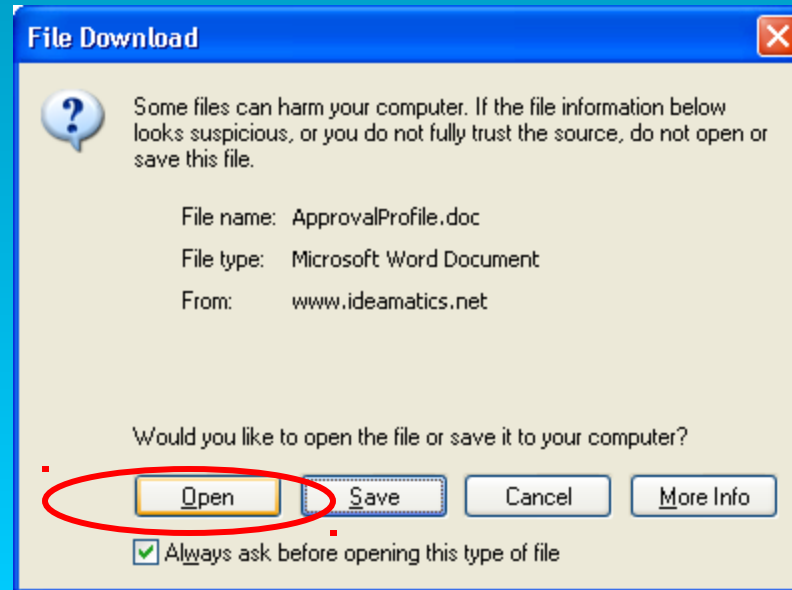 File Download
Some files can harm your computer. If the file information below
looks suspicious, or you do not fully trust the source, do not open or
save this file.
File name: ApprovalProfile.doc
File type: Microsoft Word Document
From: www.ideamatics.net
Would you like to open the file or save it to your computer?
Open Save Cancel More Info
Always ask before opening this type of file